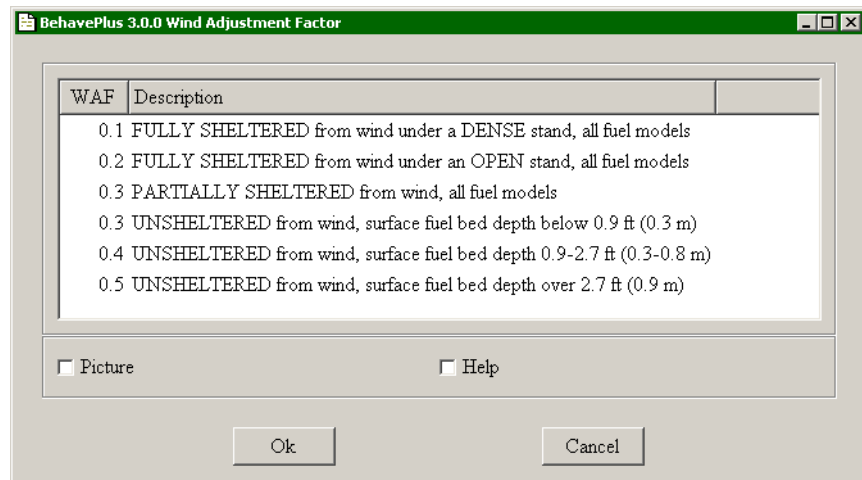 BehavePlus 3.0.0 Wind Adjustment Factor
WAF Description
0.1 FULLY SHELTERED from wind under a DENSE stand, all fuel models
0.2 FULLY SHELTERED from wind under an OPEN stand, all fuel models
0.3 PARTIALLY SHELTERED from wind, all fuel models
0.3 UNSHELTERED from wind, surface fuel bed depth below 0.9 ft (0.3 m)
0.4 UNSHELTERED from wind, surface fuel bed depth 0.9-2.7 ft (0.3-0.8 m)
0.5 UNSHELTERED from wind, surface fuel bed depth over 2.7 ft (0.9 m)
Picture Help
Ok Cancel